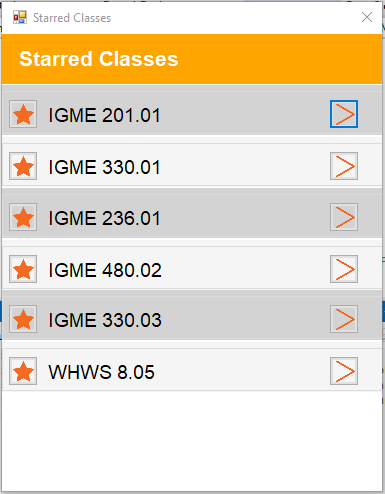 Starred Classes
Starred Classes
IGME 201.01
IGME 330.01
IGME 236.01
IGME 480.02
IGME 330.03
WHWS 8.05